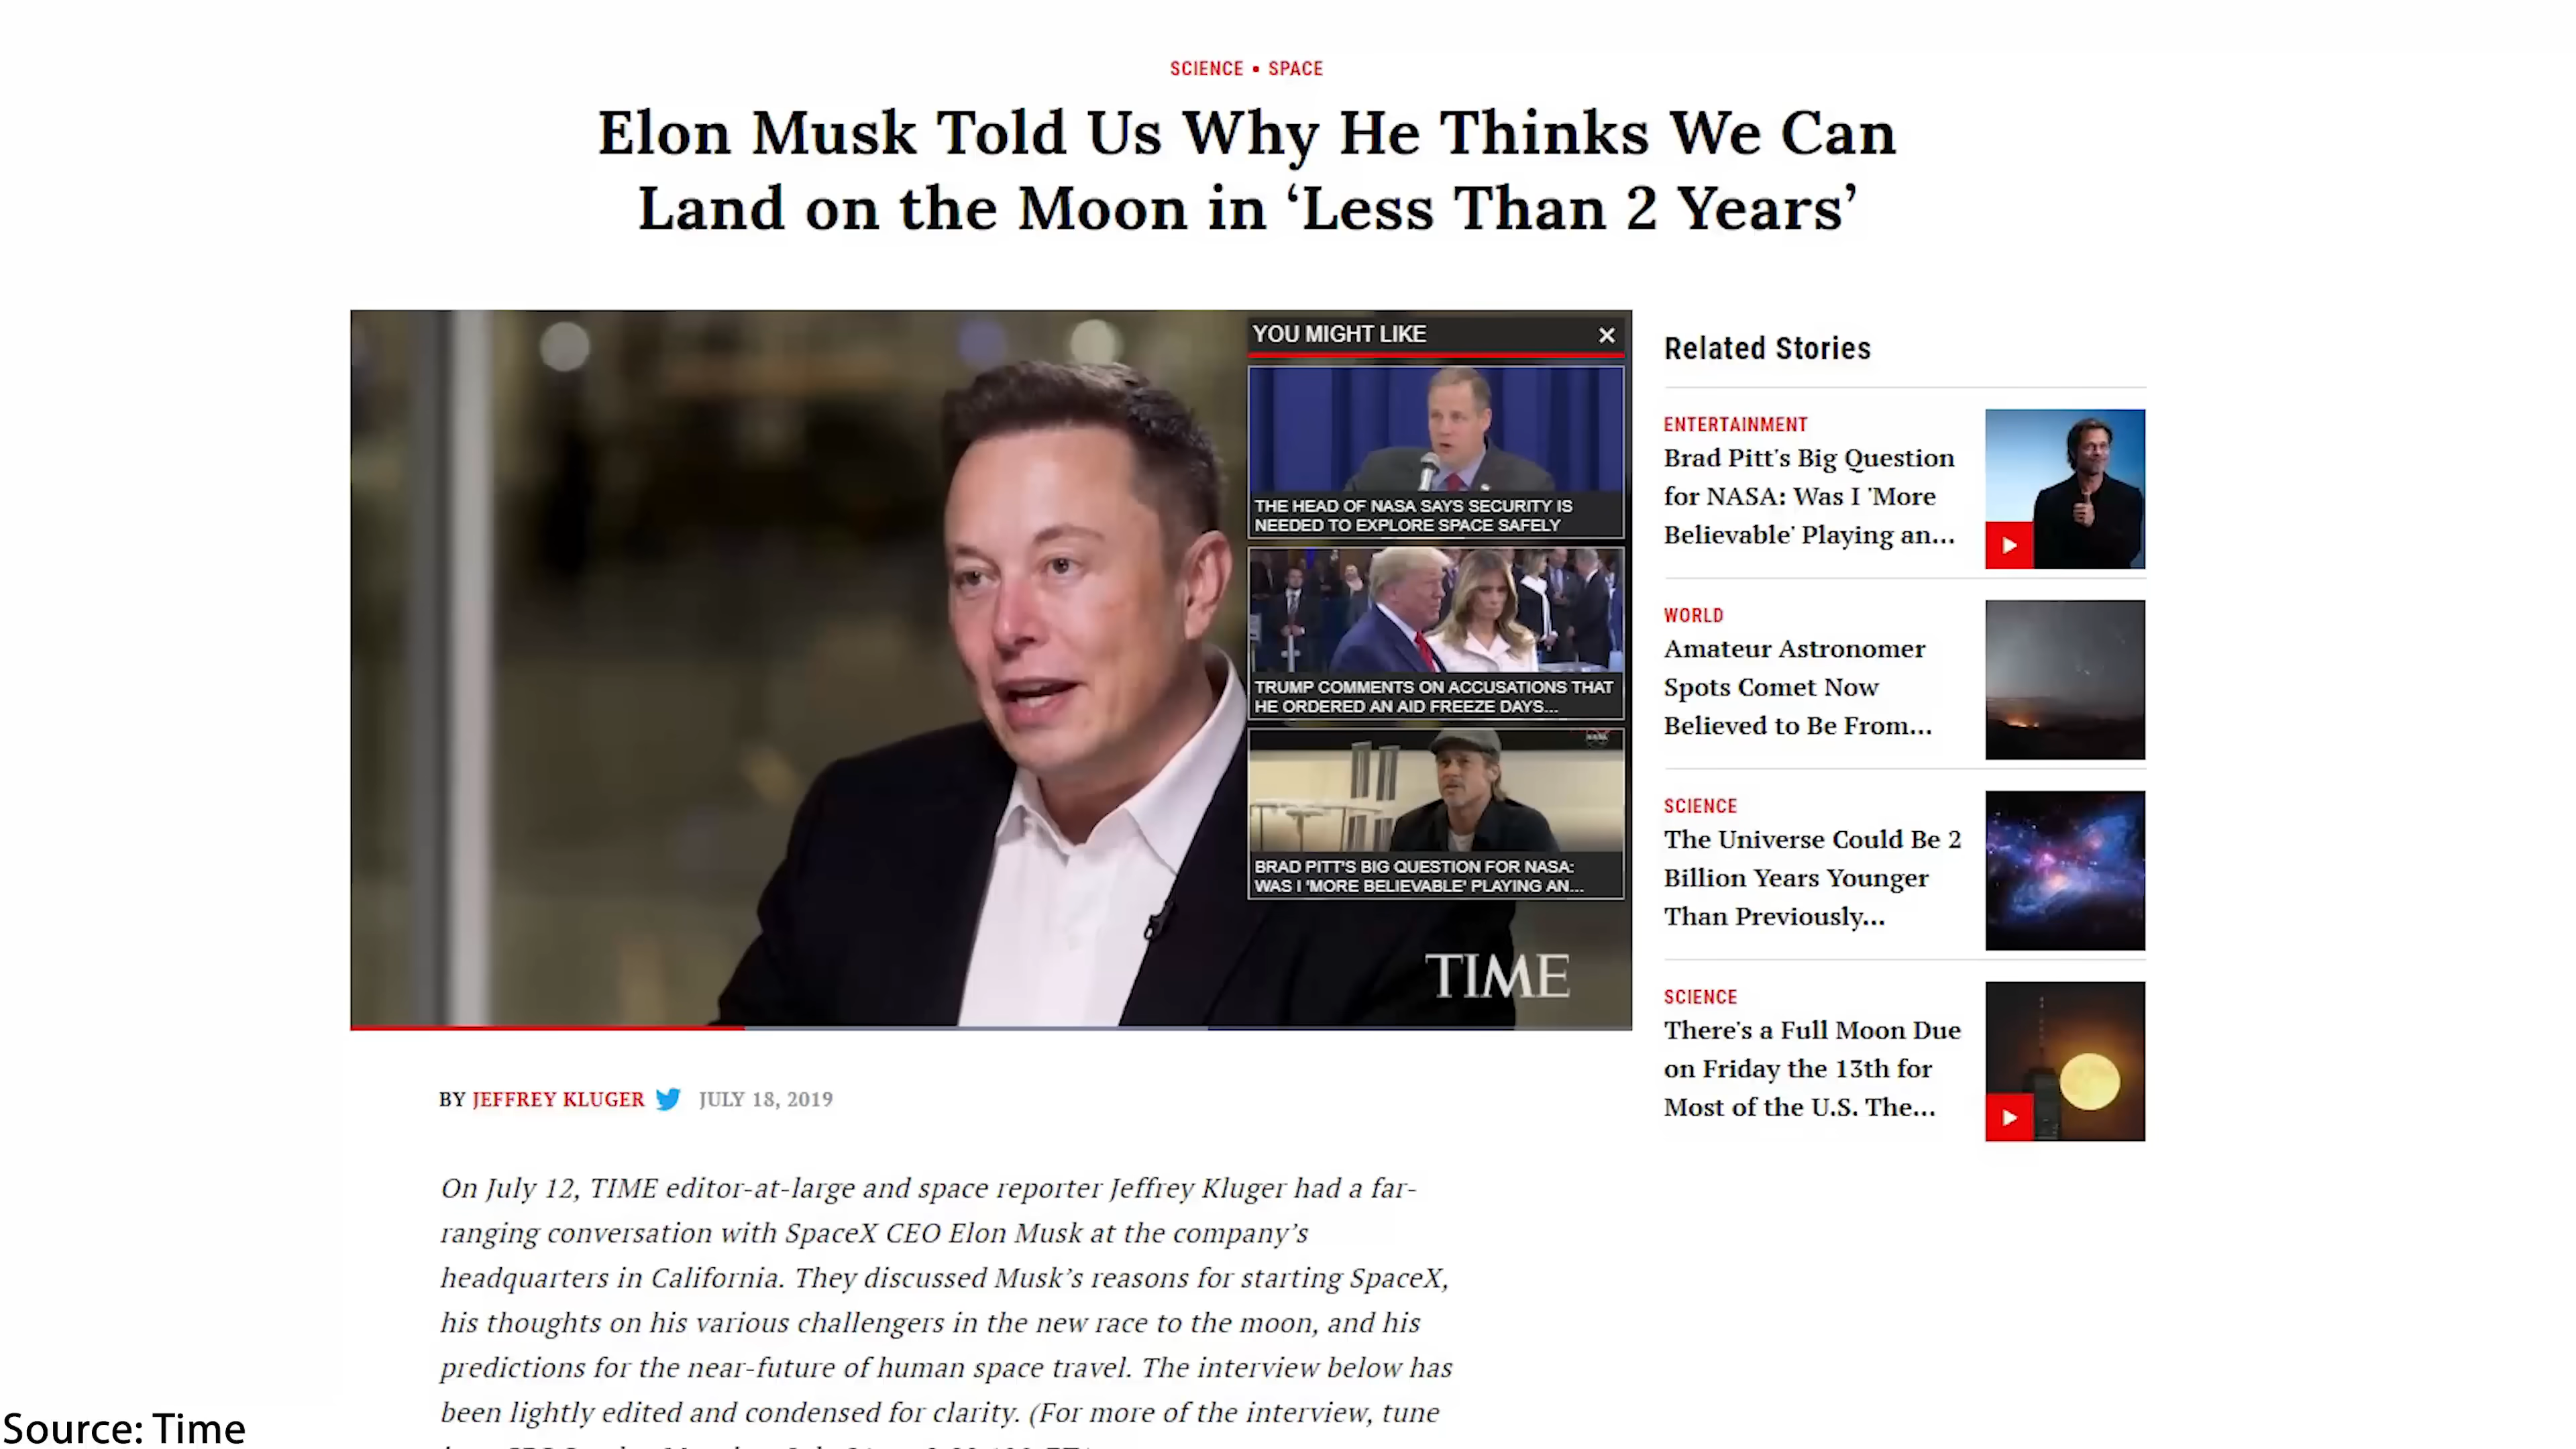 SCIENCE • SPACE
Elon Musk Told Us Why He Thinks We Can
Land on the Moon in ‘Less Than 2 Years’
YOU MIGHT LIKE
THE HEAD OF NASA SAYS SECURITY IS
NEEDED TO EXPLORE SPACE SAFELY
TRUMP COMMENTS ON ACCUSATIONS THAT
HE ORDERED AN AID FREEZE DAYS...
BRAD PITT'S BIG QUESTION FOR NASA:
WAS I 'MORE BELIEVABLE' PLAYING AN...
TIME
Related Stories
ENTERTAINMENT
Brad Pitt's Big Question
for NASA: Was I 'More
Believable' Playing an...
WORLD
Amateur Astronomer
Spots Comet Now
Believed to Be From...
SCIENCE
The Universe Could Be 2
Billion Years Younger
Than Previously...
SCIENCE
There's a Full Moon Due
on Friday the 13th for
Most of the U.S. The...
BY JEFFREY KLUGER JULY 18, 2019
On July 12, TIME editor-at-large and space reporter Jeffrey Kluger had a far-
ranging conversation with SpaceX CEO Elon Musk at the company’s
headquarters in California. They discussed Musk’s reasons for starting SpaceX,
his thoughts on his various challengers in the new race to the moon, and his
predictions for the near-future of human space travel. The interview below has
been lightly edited and condensed for clarity. (For more of the interview, tune
Source: Time